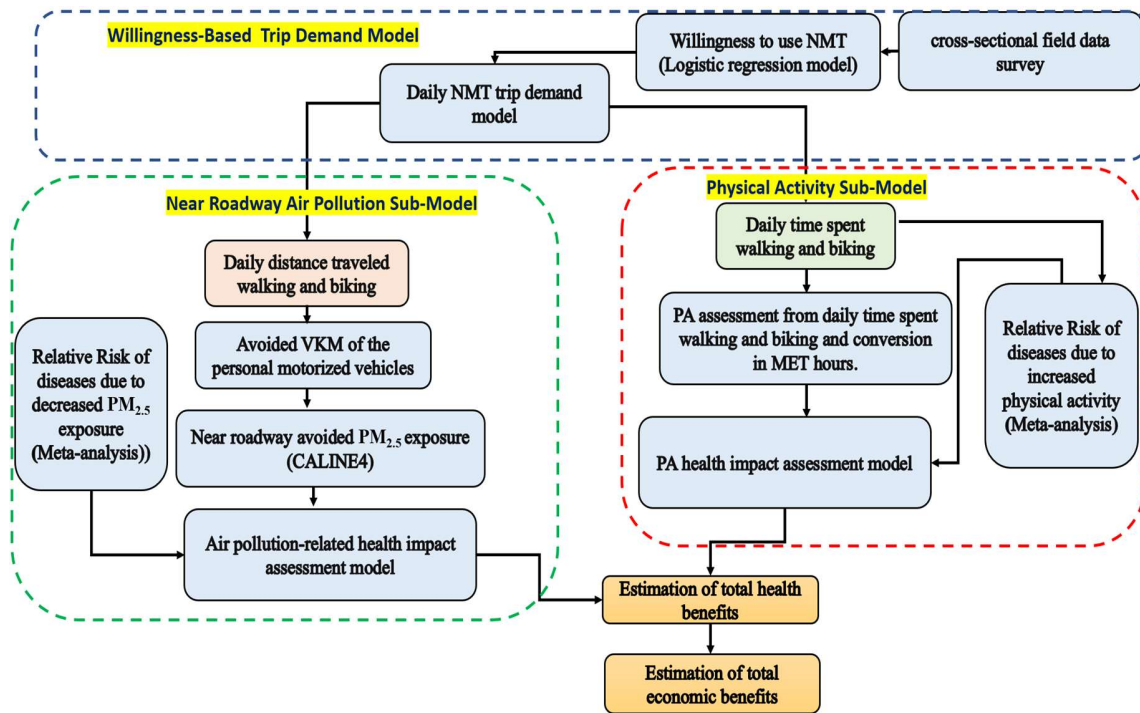 Willingness-Based Trip Demand Model
Willingness to use NMT
(Logistic regression model)
cross-sectional field data
survey
Daily NMT trip demand
model
Near Roadway Air Pollution Sub-Model
Daily distance traveled
walking and biking
Avoided VKM of the
personal motorized vehicles
Relative Risk of
diseases due to
decreased PM2.5
exposure
(Meta-analysis))
Near roadway avoided PM2.5 exposure
(CALINE4)
Air pollution-related health impact
assessment model
Physical Activity Sub-Model
Daily time spent
walking and biking
PA assessment from daily time spent
walking and biking and conversion
in MET hours.
Relative Risk of
diseases due to
increased
physical activity
(Meta-analysis)
PA health impact assessment model
Estimation of total health
benefits
Estimation of total
economic benefits